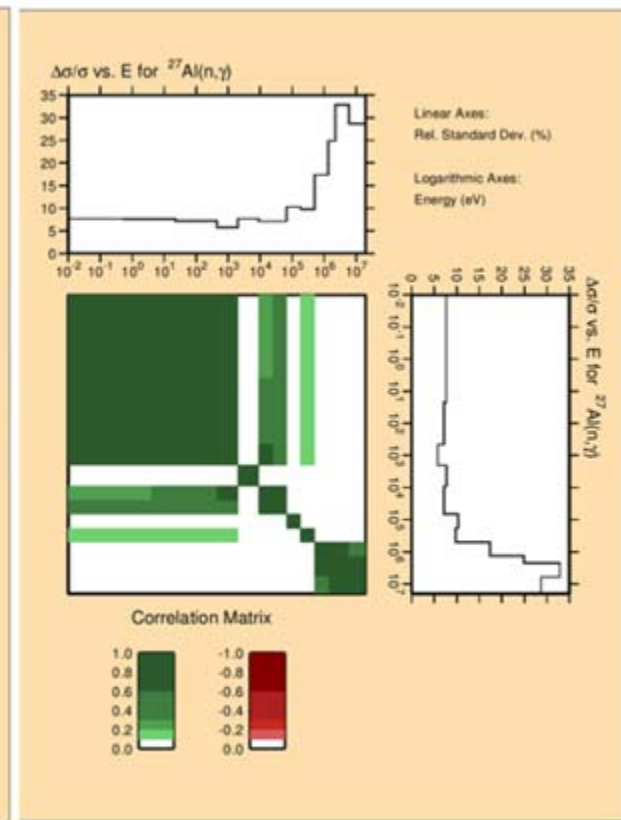 Δσ/σ vs. E for ²⁷Al(n,γ)
35
30
25
20
15
10
5
0
10⁻² 10⁻¹ 10⁰ 10¹ 10² 10³ 10⁴ 10⁵ 10⁶ 10⁷
Linear Axes:
Rel. Standard Dev. (%)
Logarithmic Axes:
Energy (eV)
0 5 10 15 20 25 30 35
10⁻² 10⁻¹ 10⁰ 10¹ 10² 10³ 10⁴ 10⁵ 10⁶ 10⁷
Δσ/σ vs. E for ²⁷Al(n,γ)
Correlation Matrix
1.0
0.8
0.6
0.4
0.2
0.0
-1.0
-0.8
-0.6
-0.4
-0.2
0.0